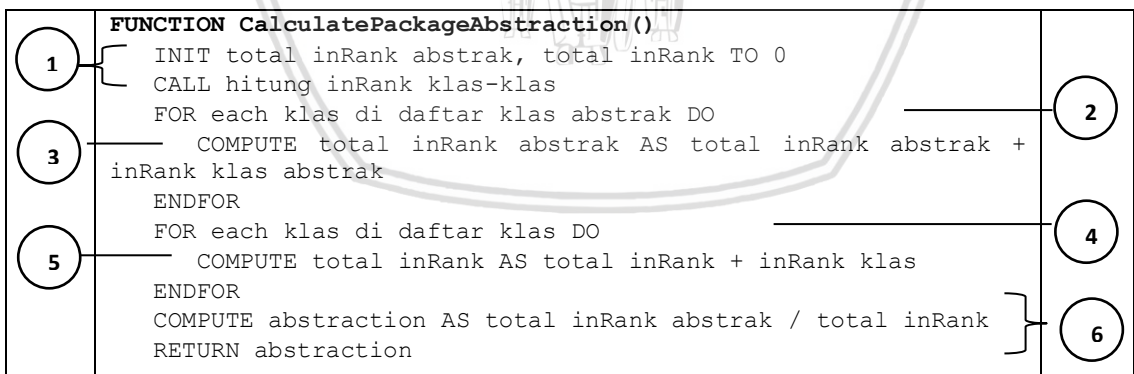 FUNCTION CalculatePackageAbstraction()
1
INIT total inRank abstrak, total inRank TO 0
CALL hitung inRank klas-klas
FOR each klas di daftar klas abstrak DO
2
3
COMPUTE total inRank abstrak AS total inRank abstrak +
inRank klas abstrak
ENDFOR
FOR each klas di daftar klas DO
4
5
COMPUTE total inRank AS total inRank + inRank klas
ENDFOR
COMPUTE abstraction AS total inRank abstrak / total inRank
6
RETURN abstraction